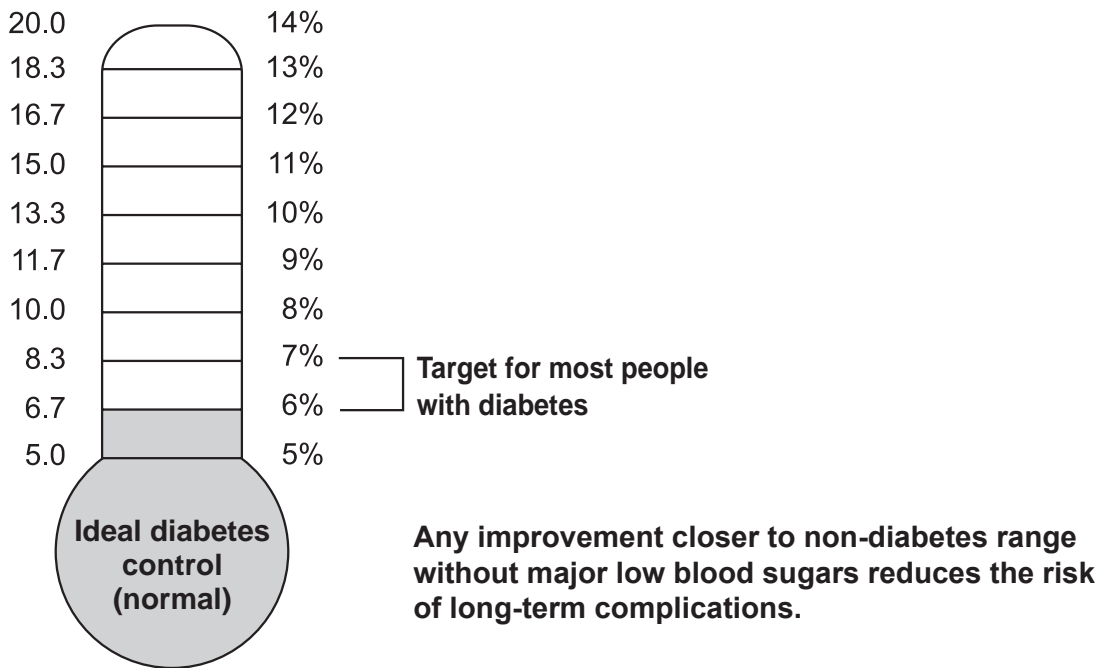 20.0 14%
18.3 13%
16.7 12%
15.0 11%
13.3 10%
11.7 9%
10.0 8%
8.3 7%
6.7 6%
5.0 5%
Target for most people
with diabetes
Ideal diabetes
control
(normal)
Any improvement closer to non-diabetes range
without major low blood sugars reduces the risk
of long-term complications.